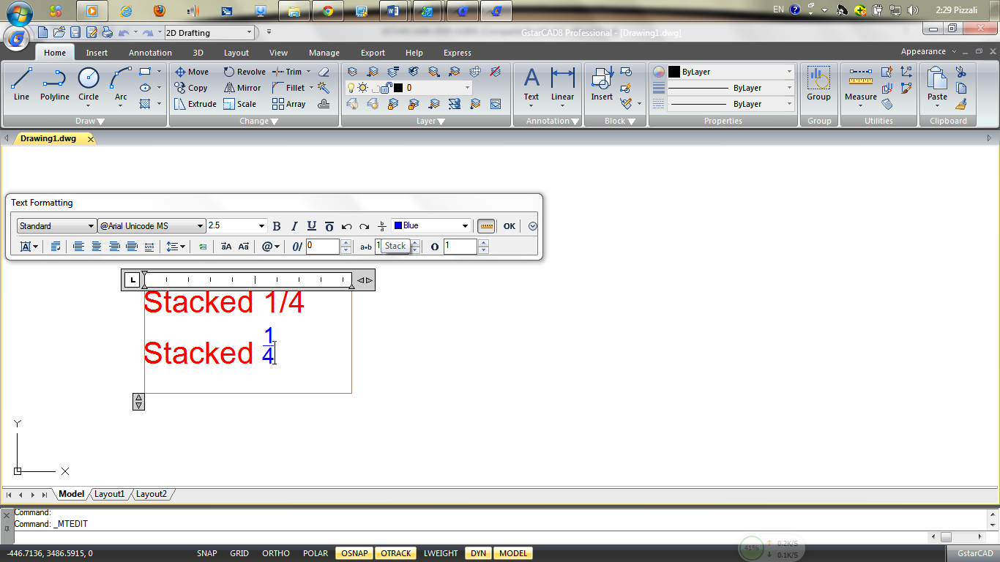 EN 2:29 Pizzali
2D Drafting GstarCAD8 Professional - [Drawing1.dwg]
Home Insert Annotation 3D Layout View Manage Export Help Express Appearance
Move Revolve Trim ByLayer
Copy Mirror Fillet 0 ByLayer
Line Polyline Circle Arc Text Linear Insert Group Measure Paste
Extrude Scale Array ByLayer
Draw Change Layer Annotation Block Properties Group Utilities Clipboard
Drawing1.dwg
Text Formatting
Standard @Arial Unicode MS 2.5 B I U O b/a Blue OK
A āA Aā @ 0/ 0 a+b 1 Stack O 1
L
Stacked 1/4
Stacked 1/4
Y
X
Model Layout1 Layout2
Command:
Command: _MTEDIT
-446.7136, 3486.5915, 0 SNAP GRID ORTHO POLAR OSNAP OTRACK LWEIGHT DYN MODEL 41% 0.2K/S 0.1K/S GstarCAD